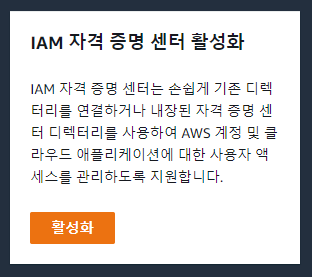 IAM 자격 증명 센터 활성화
IAM 자격 증명 센터는 손쉽게 기존 디렉
터리를 연결하거나 내장된 자격 증명 센
터 디렉터리를 사용하여 AWS 계정 및 클
라우드 애플리케이션에 대한 사용자 액
세스를 관리하도록 지원합니다.
활성화